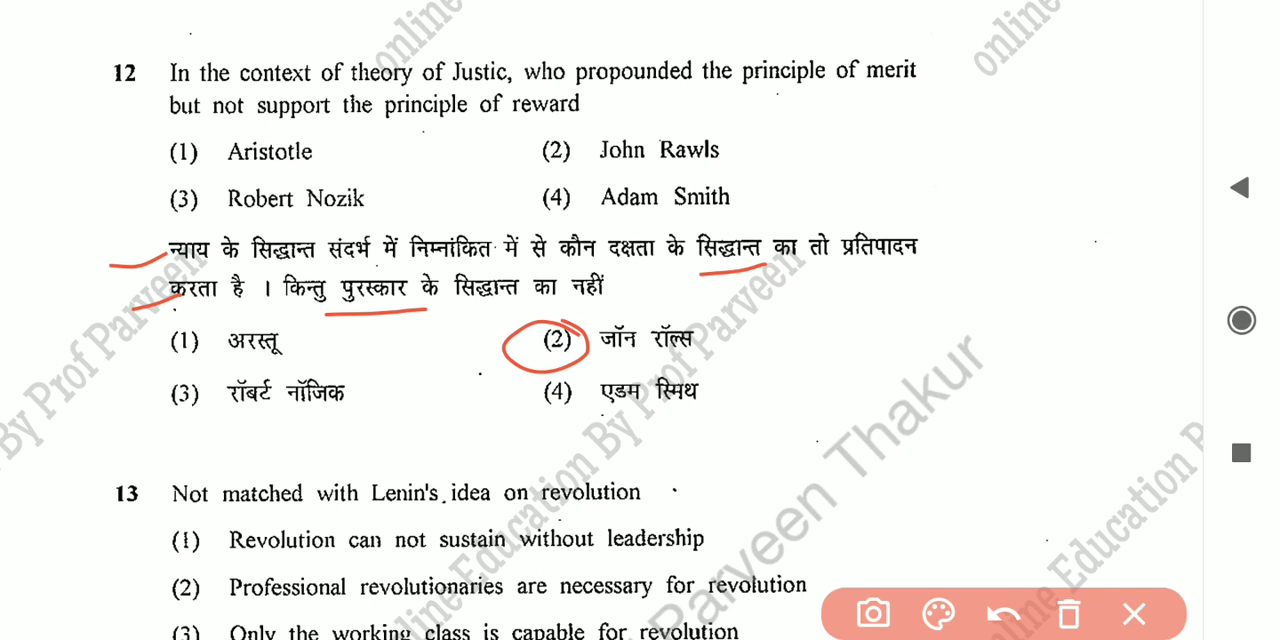 12 In the context of theory of Justic, who propounded the principle of merit
but not support the principle of reward
(1) Aristotle (2) John Rawls
(3) Robert Nozik (4) Adam Smith
न्याय के सिद्धान्त संदर्भ में निम्नांकित में से कौन दक्षता के सिद्धान्त का तो प्रतिपादन
करता है । किन्तु पुरस्कार के सिद्धान्त का नहीं
(1) अरस्तू (2) जॉन रॉल्स
(3) रॉबर्ट नॉजिक (4) एडम स्मिथ
13 Not matched with Lenin's idea on revolution
(1) Revolution can not sustain without leadership
(2) Professional revolutionaries are necessary for revolution
(3) Only the working class is capable for revolution
online
online
By Prof Parveen
online Education By Prof Parveen
Parveen Thakur
online Education P